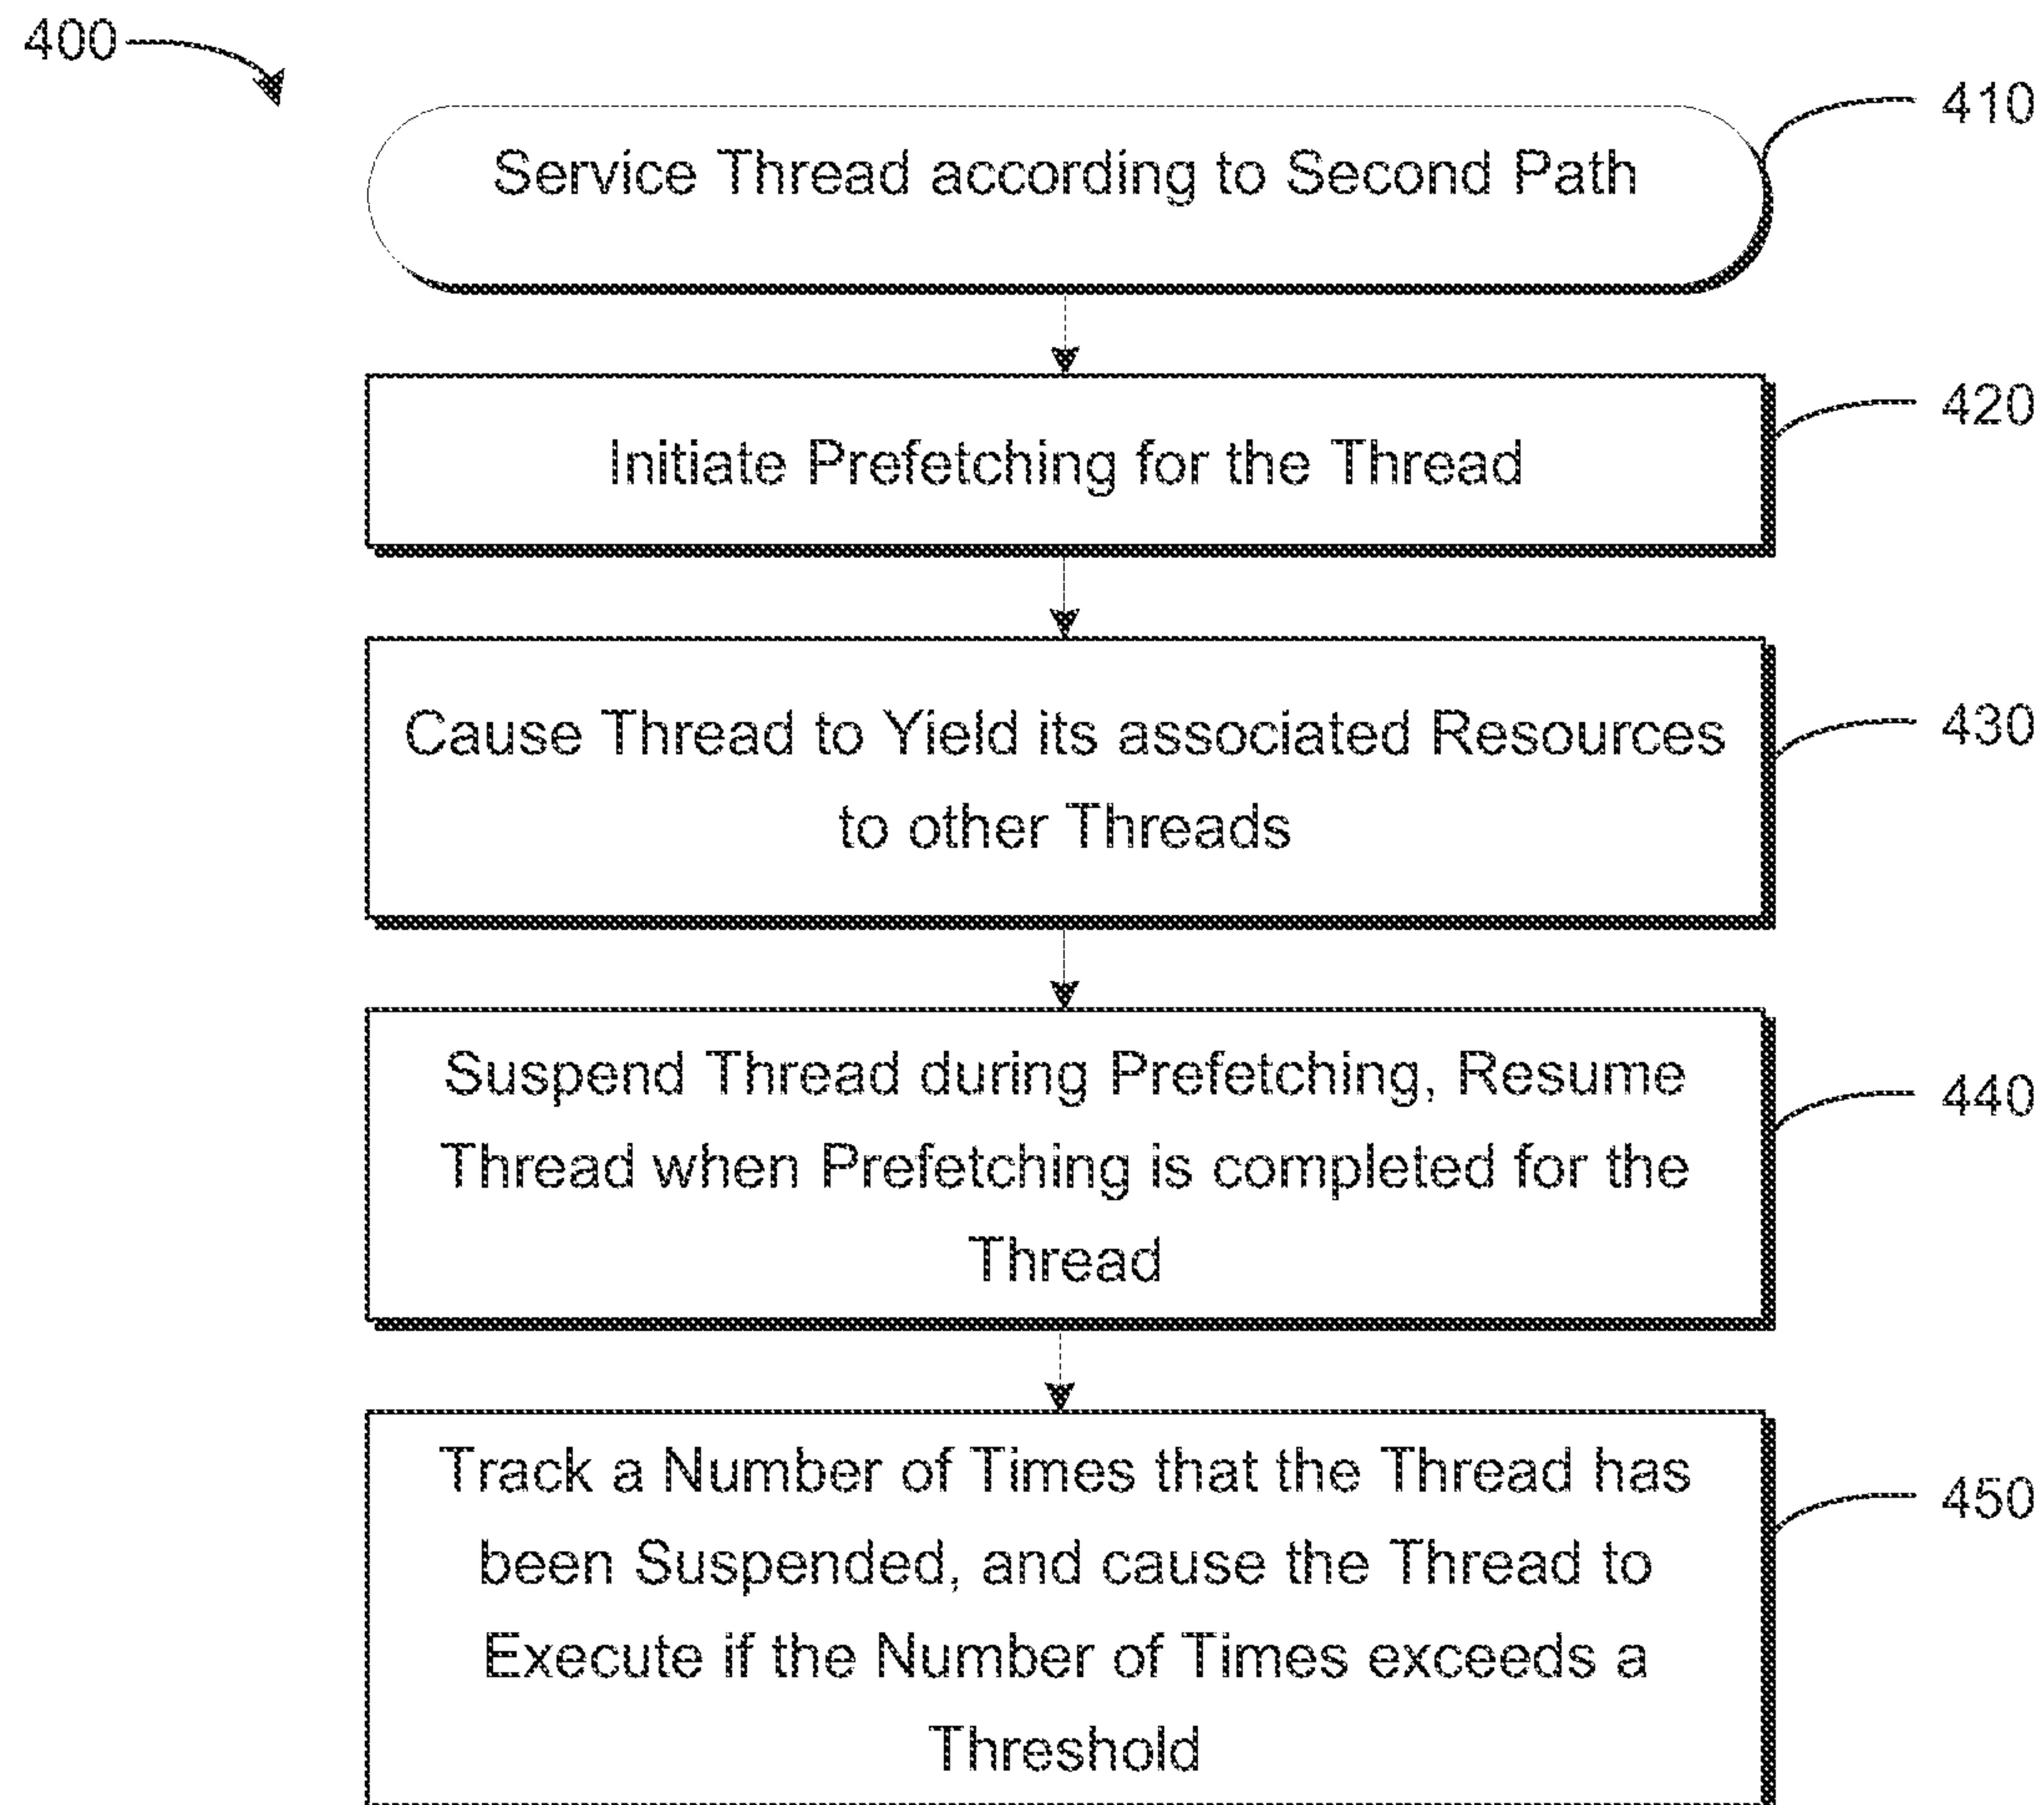 400
410
Service Thread according to Second Path
420
Initiate Prefetching for the Thread
430
Cause Thread to Yield its associated Resources
to other Threads
440
Suspend Thread during Prefetching, Resume
Thread when Prefetching is completed for the
Thread
450
Track a Number of Times that the Thread has
been Suspended, and cause the Thread to
Execute if the Number of Times exceeds a
Threshold